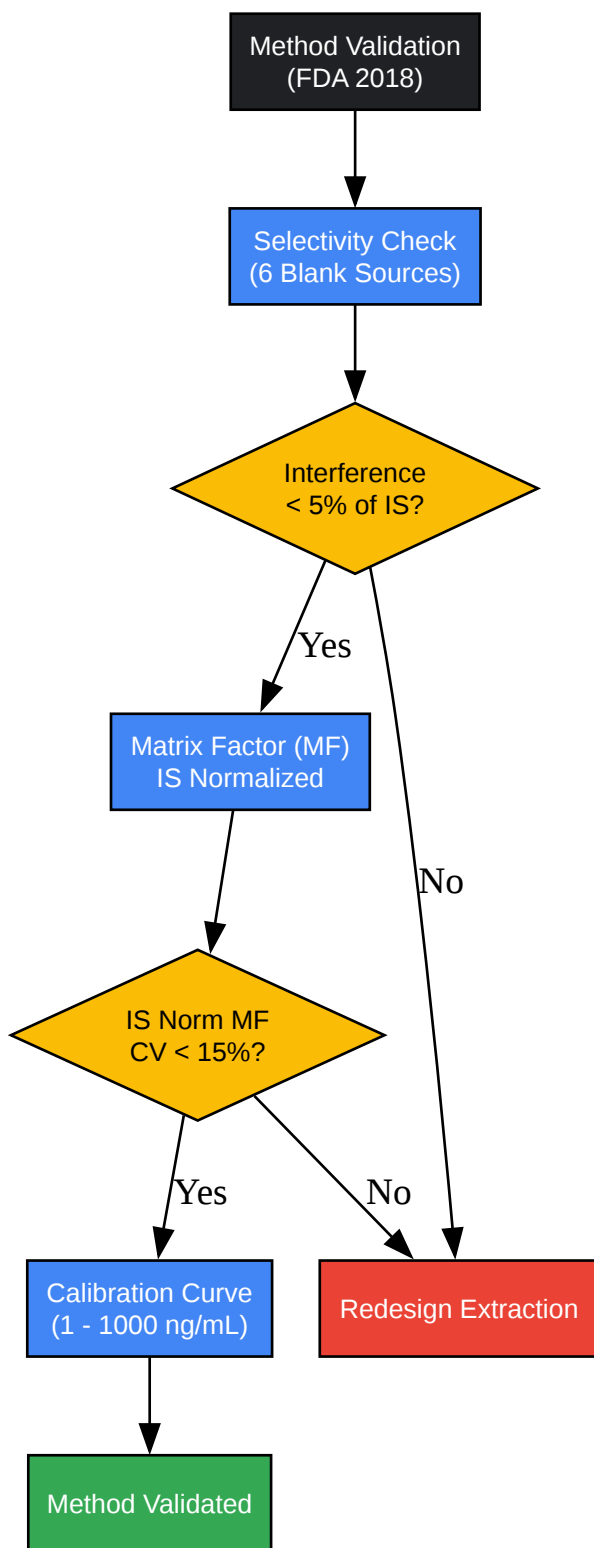 Method Validation
(FDA 2018)
Selectivity Check
(6 Blank Sources)
Interference
< 5% of IS?
Yes
Matrix Factor (MF)
IS Normalized
No
IS Norm MF
CV < 15%?
Yes
No
Calibration Curve
(1 - 1000 ng/mL)
Redesign Extraction
Method Validated